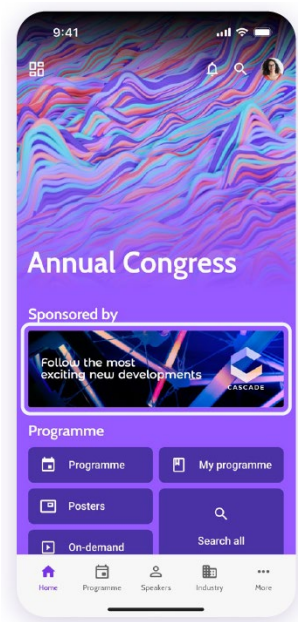 9:41
Annual Congress
Sponsored by
Follow the most
exciting new developments
CASCADE
Programme
Programme
My programme
Posters
Search all
On-demand
Home
Programme
Speakers
Industry
More